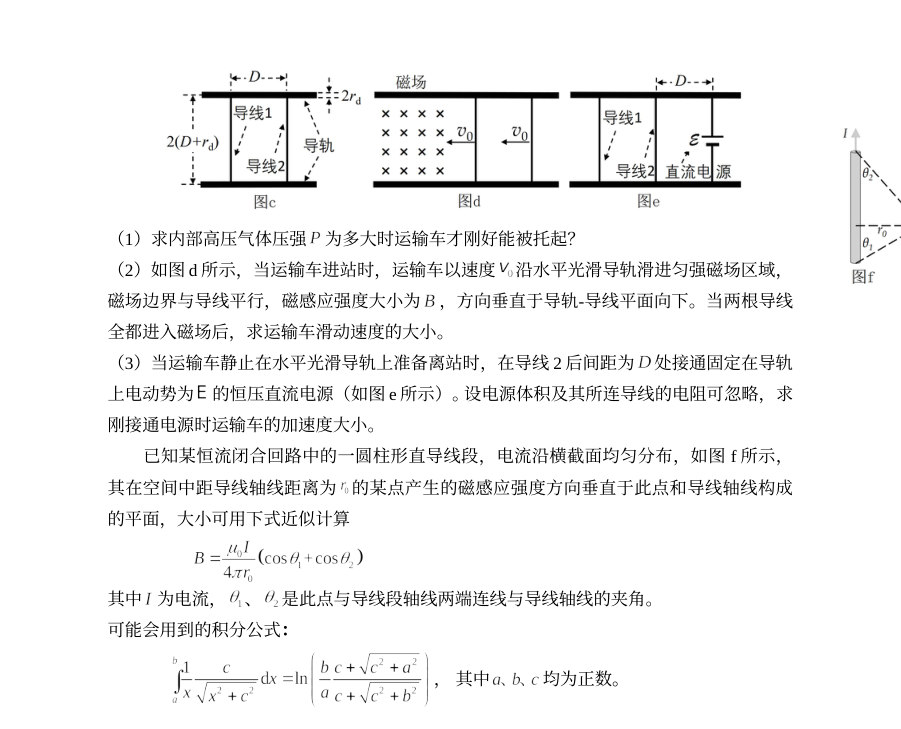 D D
磁场
2r_d
导线1 导线1
v_0 v_0
2(D+r_d) 导轨 ε I
导线2 导线2 直流电源 θ_2
图c 图d 图e
r_0
(1)求内部高压气体压强 P 为多大时运输车才刚好能被托起?
θ_1
(2)如图 d 所示,当运输车进站时,运输车以速度 v_0 沿水平光滑导轨滑进匀强磁场区域,
图f
磁场边界与导线平行,磁感应强度大小为 B ,方向垂直于导轨-导线平面向下。当两根导线
全都进入磁场后,求运输车滑动速度的大小。
(3)当运输车静止在水平光滑导轨上准备离站时,在导线 2 后间距为 D 处接通固定在导轨
上电动势为 E 的恒压直流电源(如图 e 所示)。设电源体积及其所连导线的电阻可忽略,求
刚接通电源时运输车的加速度大小。
已知某恒流闭合回路中的一圆柱形直导线段,电流沿横截面均匀分布,如图 f 所示,
其在空间中距导线轴线距离为 r_0 的某点产生的磁感应强度方向垂直于此点和导线轴线构成
的平面,大小可用下式近似计算
B = \frac{μ_0 I}{4πr_0}(cosθ_1+cosθ_2)
其中 I 为电流, θ_1、 θ_2 是此点与导线段轴线两端连线与导线轴线的夹角。
可能会用到的积分公式:
\int_a^b \frac{1}{x} \frac{c}{\sqrt{x^2+c^2}} dx = ln(\frac{b}{a} \frac{c+\sqrt{c^2+a^2}}{c+\sqrt{c^2+b^2}}) , 其中 a、b、c 均为正数。